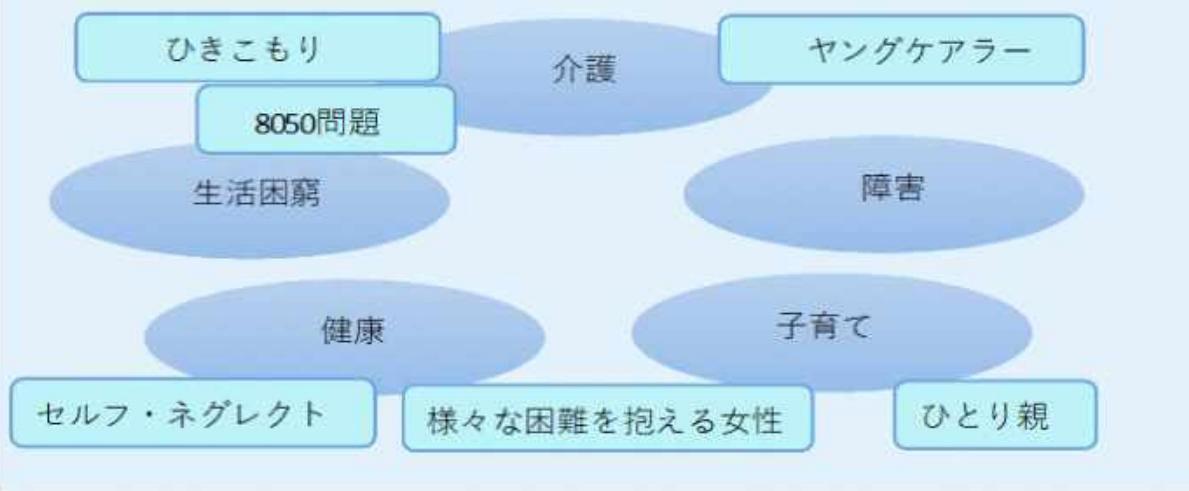 ひきこもり
介護
ヤングケアラー
8050問題
生活困窮
障害
健康
子育て
セルフ・ネグレクト
様々な困難を抱える女性
ひとり親